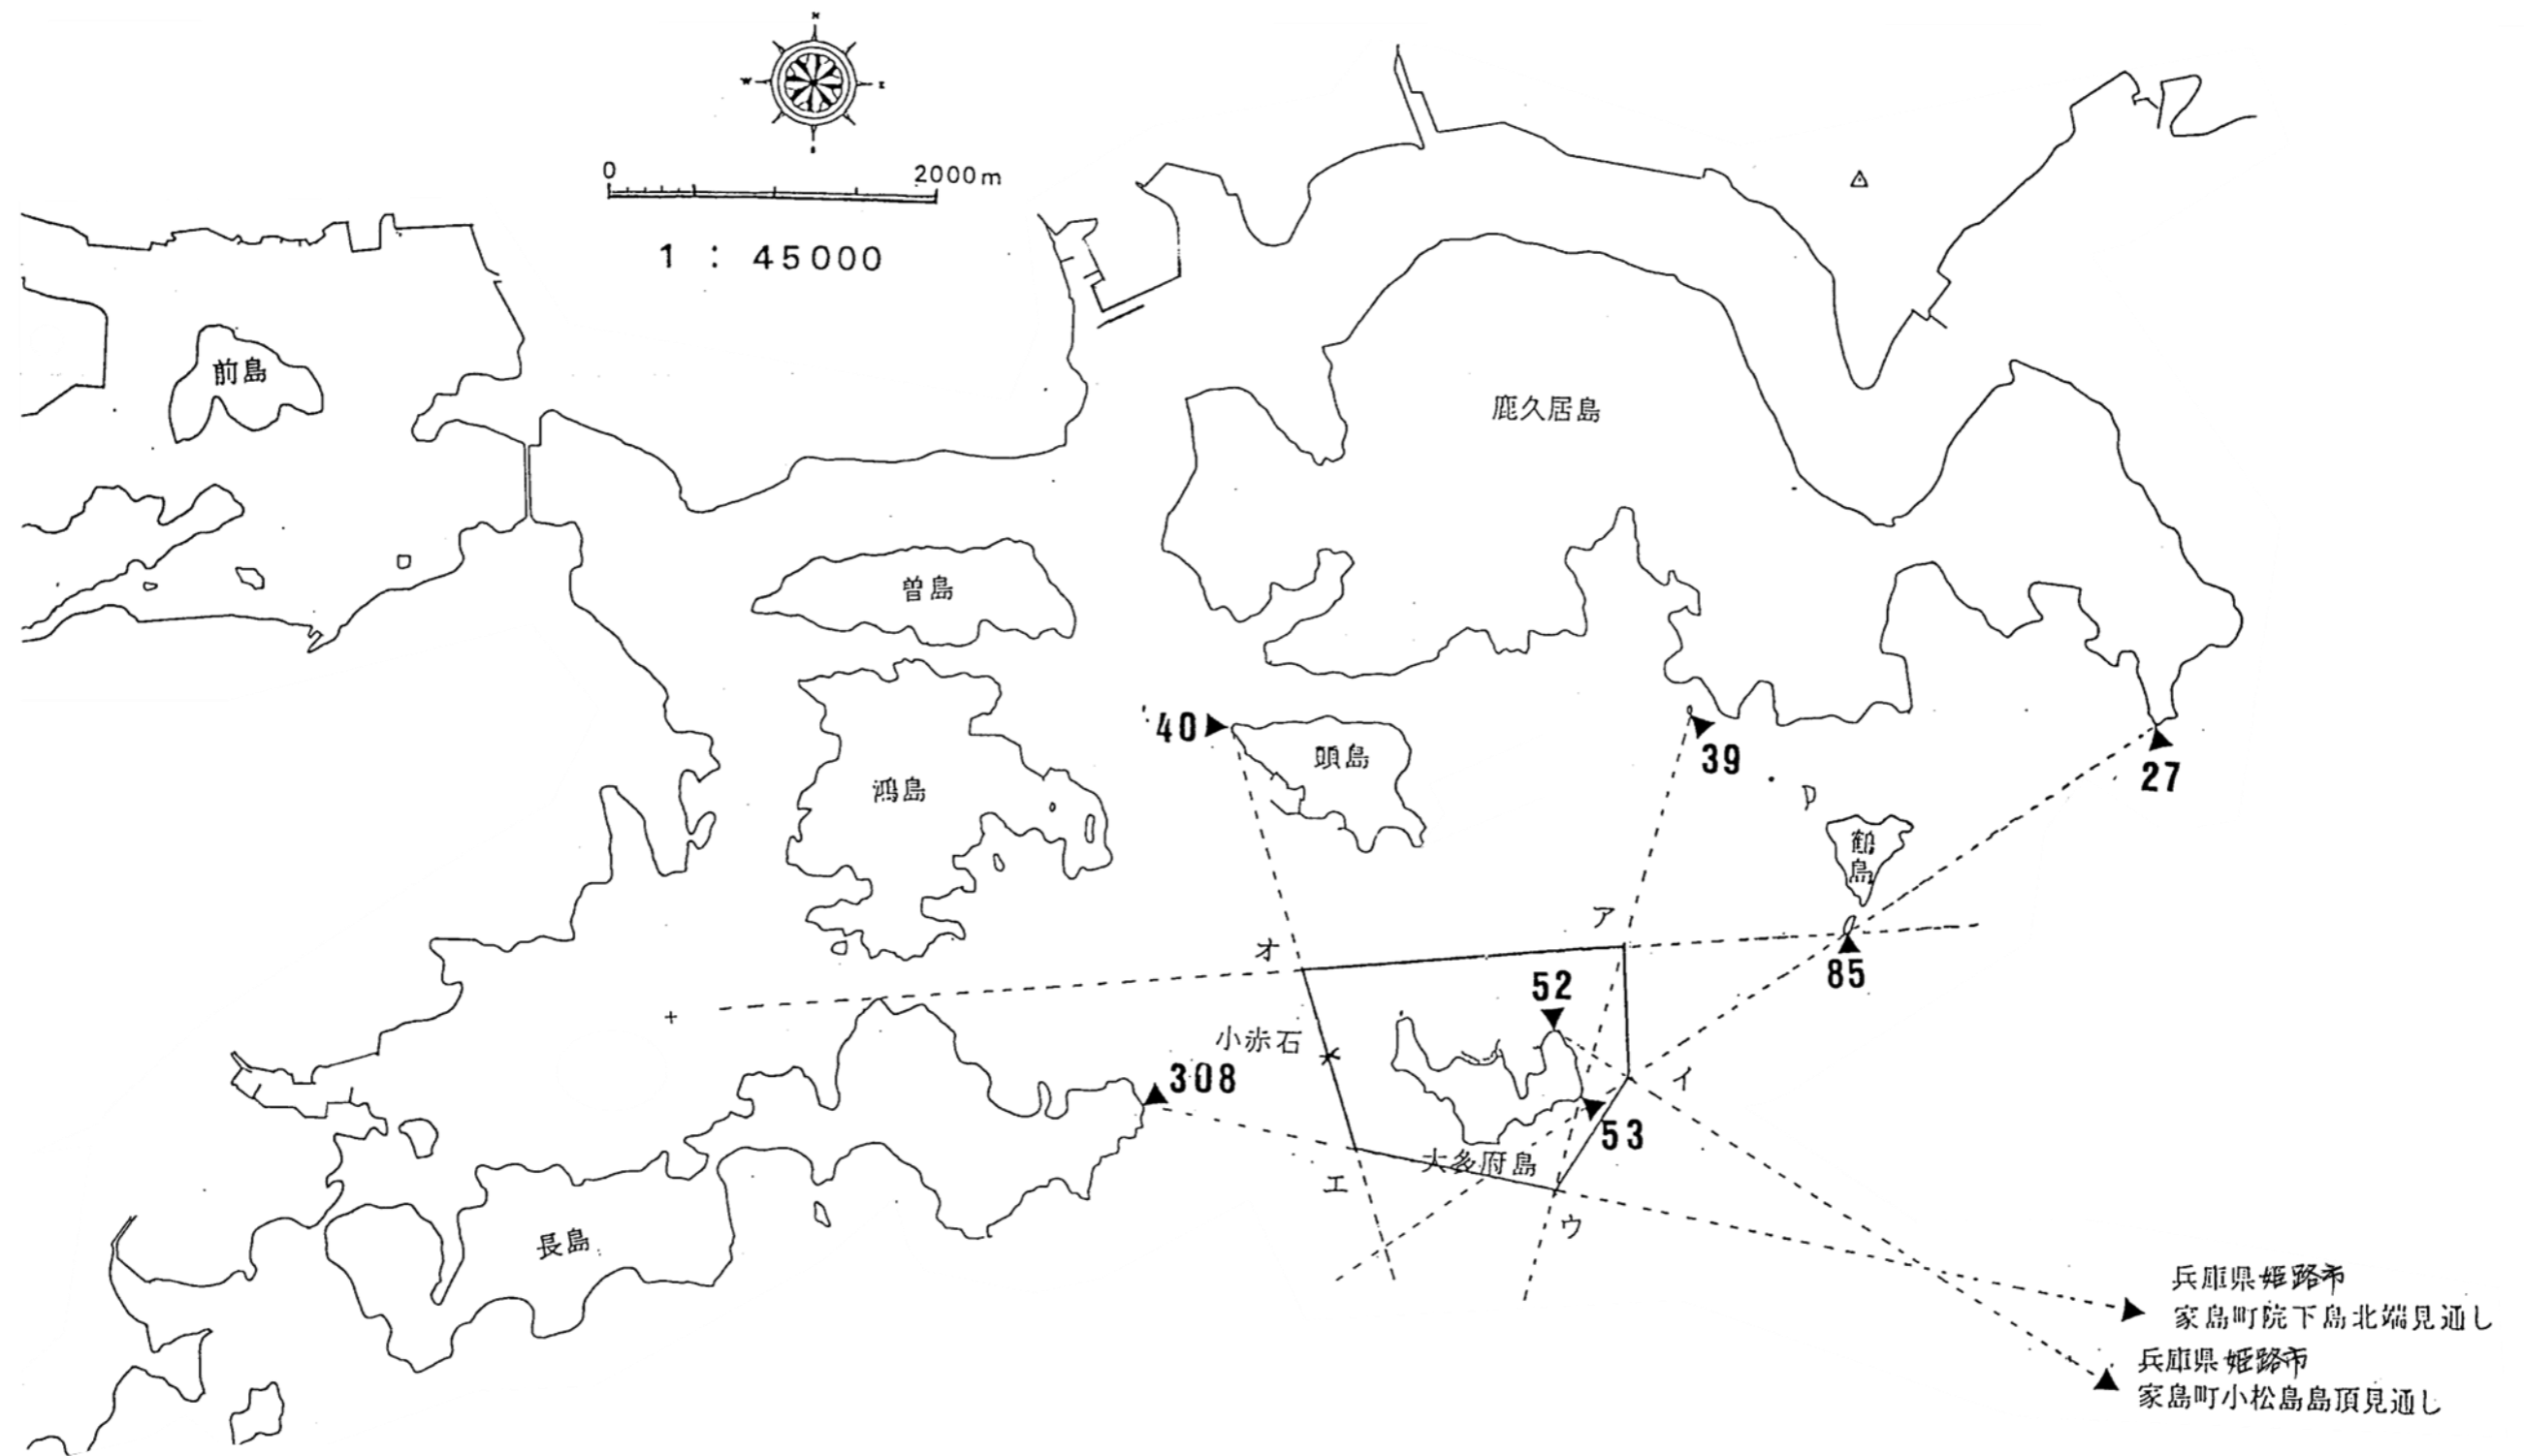 N
W
E
S
0 2000m
1 : 45000
前島
鹿久居島
曽島
40
頭島
39
27
鴻島
鶴島
ア
オ
85
52
小赤石
308
イ
53
大多府島
エ
ウ
長島
兵庫県姫路市
家島町院下島北端見通し
兵庫県姫路市
家島町小松島島頂見通し